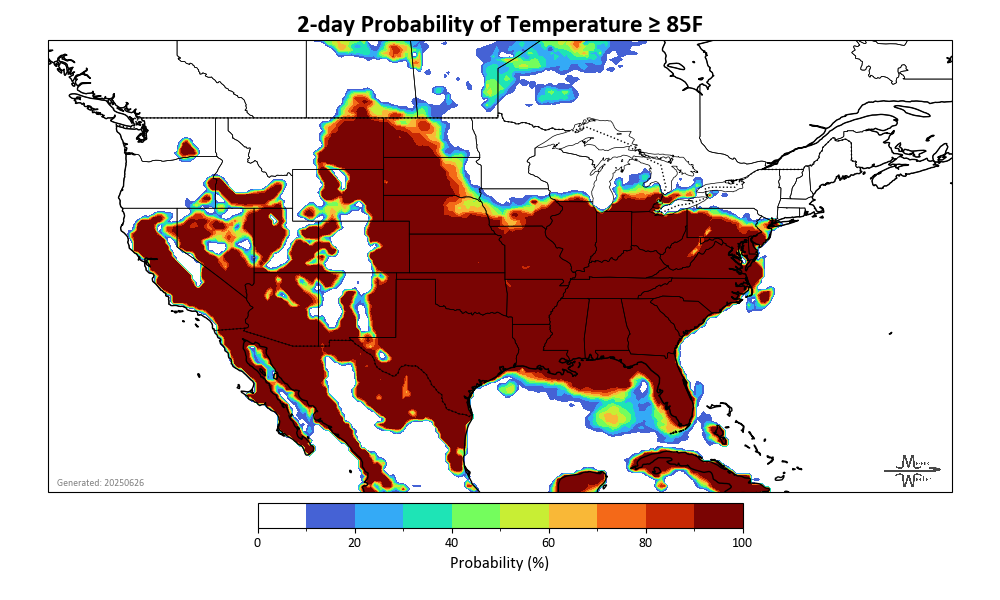 2-day Probability of Temperature ≥ 85F
Generated: 20250626
0 20 40 60 80 100
Probability (%)